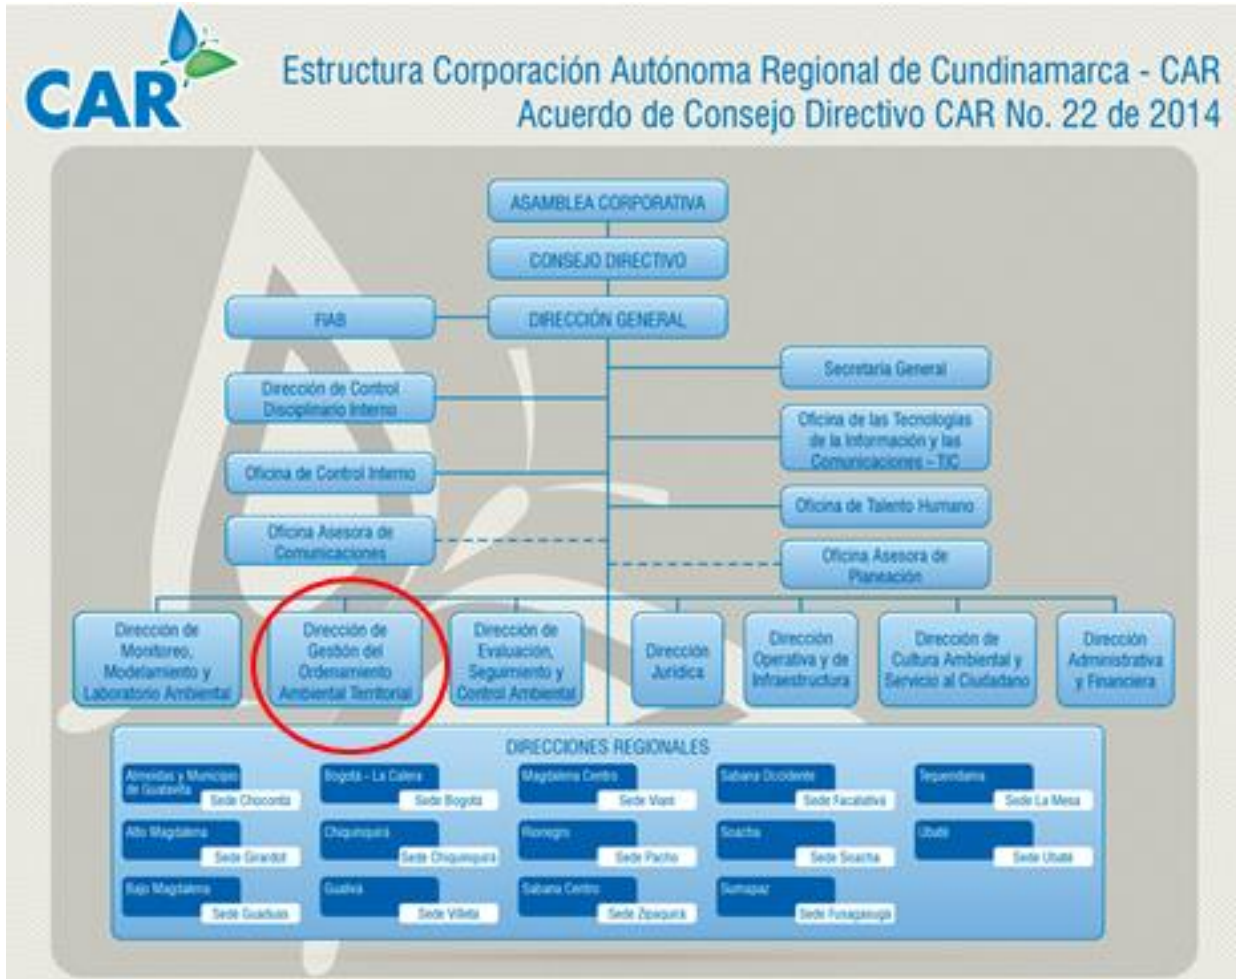 CAR
Estructura Corporación Autónoma Regional de Cundinamarca - CAR
Acuerdo de Consejo Directivo CAR No. 22 de 2014
ASAMBLEA CORPORATIVA
CONSEJO DIRECTIVO
FIAB
DIRECCIÓN GENERAL
Secretaría General
Dirección de Control
Disciplinario Interno
Oficina de las Tecnologías
de la Información y las
Comunicaciones – TIC
Oficina de Control Interno
Oficina de Talento Humano
Oficina Asesora de
Comunicaciones
Oficina Asesora de
Planeación
Dirección de
Monitoreo,
Modelamiento y
Laboratorio Ambiental
Dirección de
Gestión del
Ordenamiento
Ambiental Territorial
Dirección de
Evaluación,
Seguimiento y
Control Ambiental
Dirección
Jurídica
Dirección
Operativa y de
Infraestructura
Dirección de
Cultura Ambiental y
Servicio al Ciudadano
Dirección
Administrativa
y Financiera
DIRECCIONES REGIONALES
Almeidas y Municipio
de Guatavita
Sede Chocontá
Bogotá - La Calera
Sede Bogotá
Magdalena Centro
Sede Vianí
Sabana Occidente
Sede Facatativá
Tequendama
Sede La Mesa
Alto Magdalena
Sede Girardot
Chiquinquirá
Sede Chiquinquirá
Rionegro
Sede Pacho
Soacha
Sede Soacha
Ubaté
Sede Ubaté
Bajo Magdalena
Sede Guaduas
Gualivá
Sede Villeta
Sabana Centro
Sede Zipaquirá
Sumapaz
Sede Fusagasugá